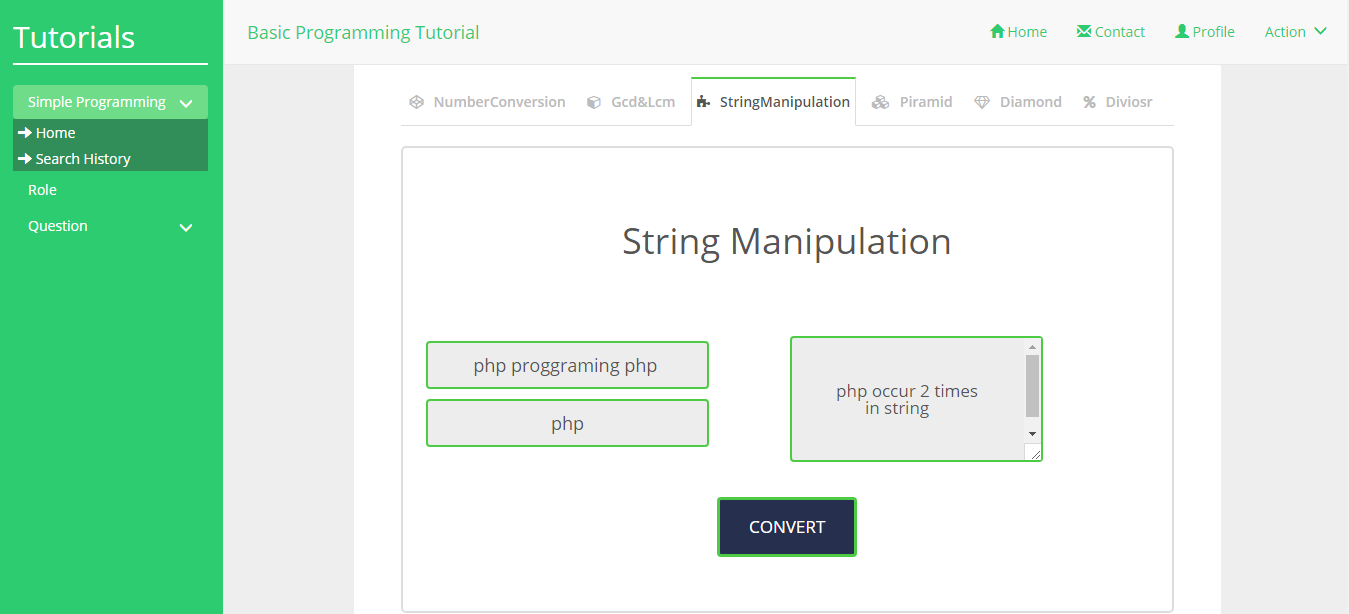 Tutorials
Simple Programming
Home
Search History
Role
Question
Basic Programming Tutorial
Home
Contact
Profile
Action
NumberConversion
Gcd&Lcm
StringManipulation
Piramid
Diamond
Diviosr
String Manipulation
php proggraming php
php
php occur 2 times
in string
CONVERT